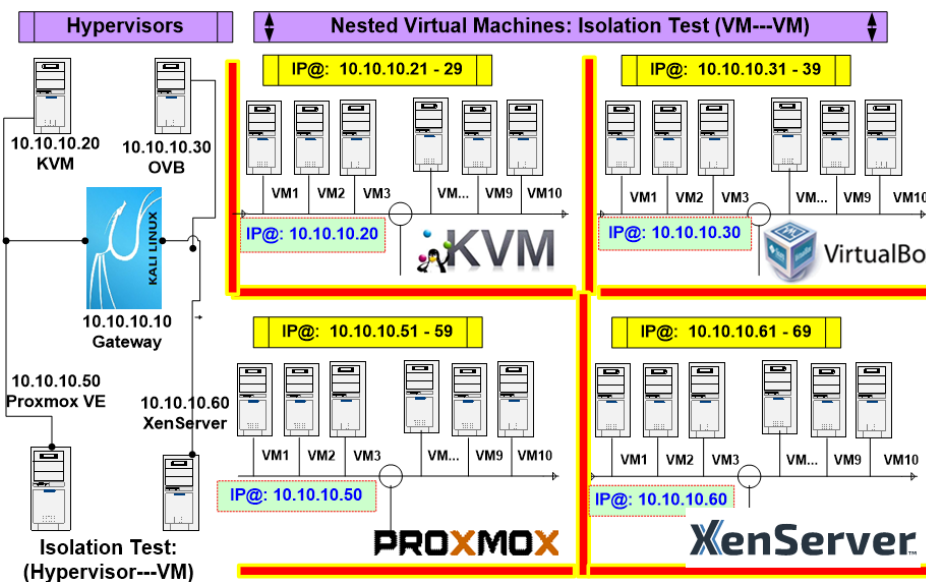 Hypervisors
Nested Virtual Machines: Isolation Test (VM---VM)
10.10.10.20
KVM
10.10.10.30
OVB
KALI LINUX
10.10.10.10
Gateway
10.10.10.50
Proxmox VE
10.10.10.60
XenServer
Isolation Test:
(Hypervisor---VM)
IP@: 10.10.10.21 - 29
VM1 VM2 VM3 VM... VM9 VM10
IP@: 10.10.10.20
KVM
IP@: 10.10.10.31 - 39
VM1 VM2 VM3 VM... VM9 VM10
IP@: 10.10.10.30
VirtualBo
IP@: 10.10.10.51 - 59
VM1 VM2 VM3 VM... VM9 VM10
IP@: 10.10.10.50
PROXMOX
IP@: 10.10.10.61 - 69
VM1 VM2 VM3 VM... VM9 VM10
IP@: 10.10.10.60
XenServer